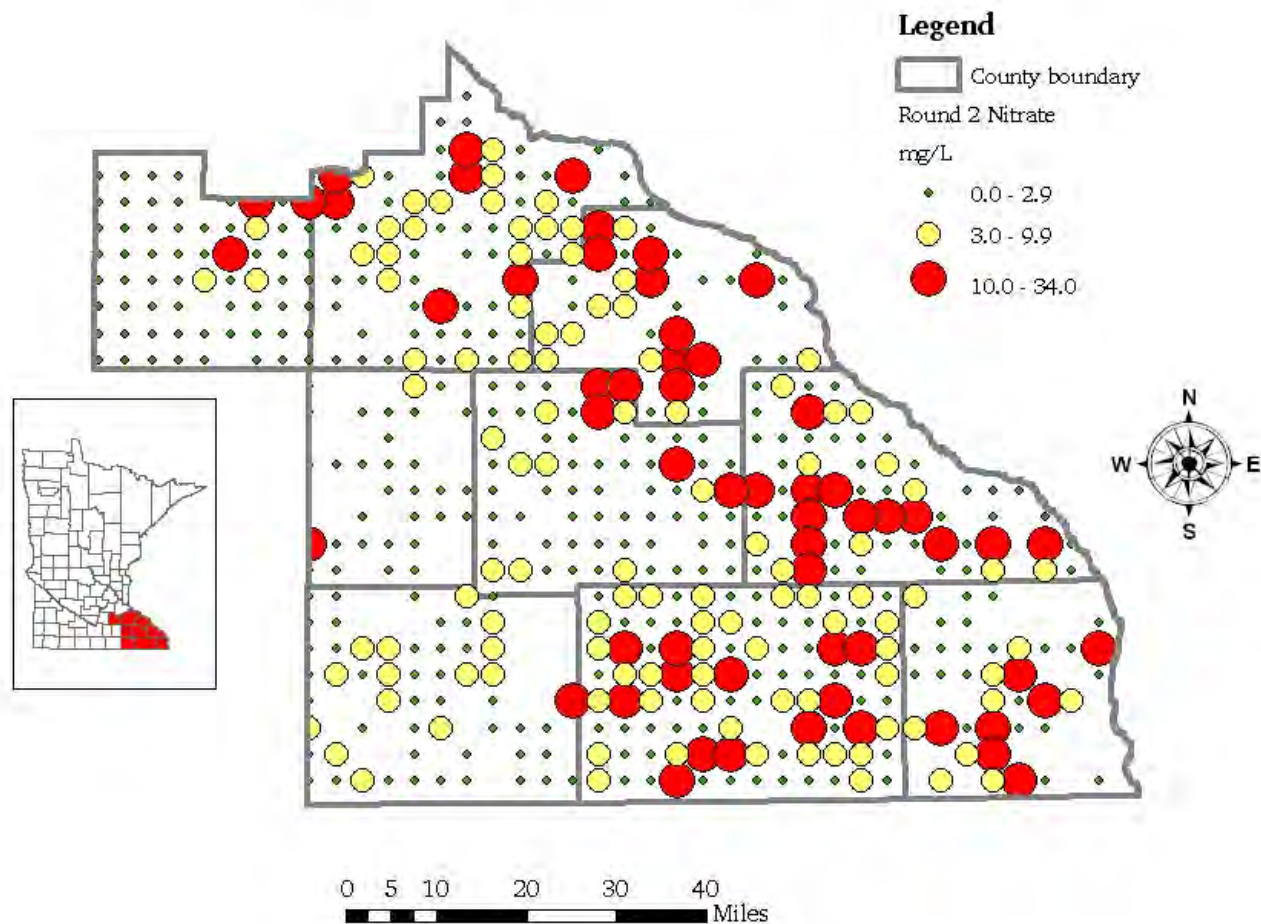 Legend
County boundary
Round 2 Nitrate
mg/L
0.0 - 2.9
3.0 - 9.9
10.0 - 34.0
N
W E
S
0 5 10 20 30 40
Miles